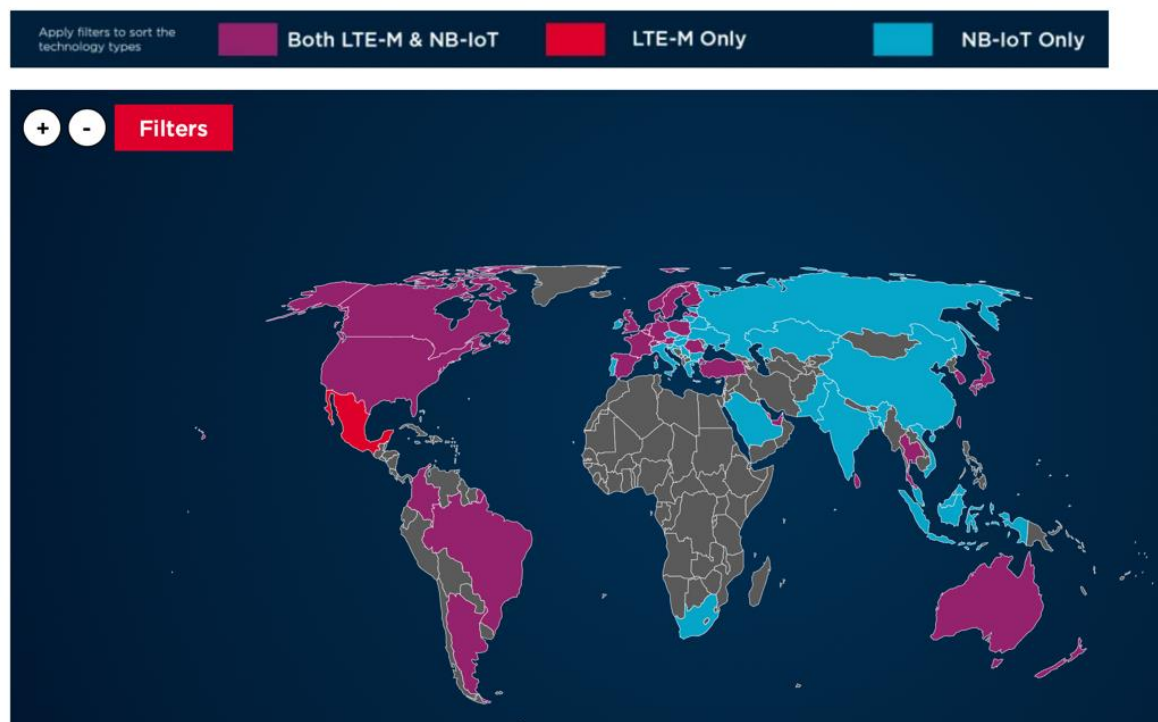 Apply filters to sort the
technology types
Both LTE-M & NB-IoT
LTE-M Only
NB-IoT Only
+
-
Filters